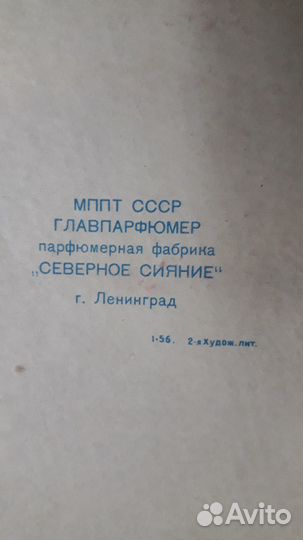 МППТ СССР
ГЛАВПАРФЮМЕР
парфюмерная фабрика
„СЕВЕРНОЕ СИЯНИЕ"
г. Ленинград
1-56. 2-я Худож. лит.
Avito